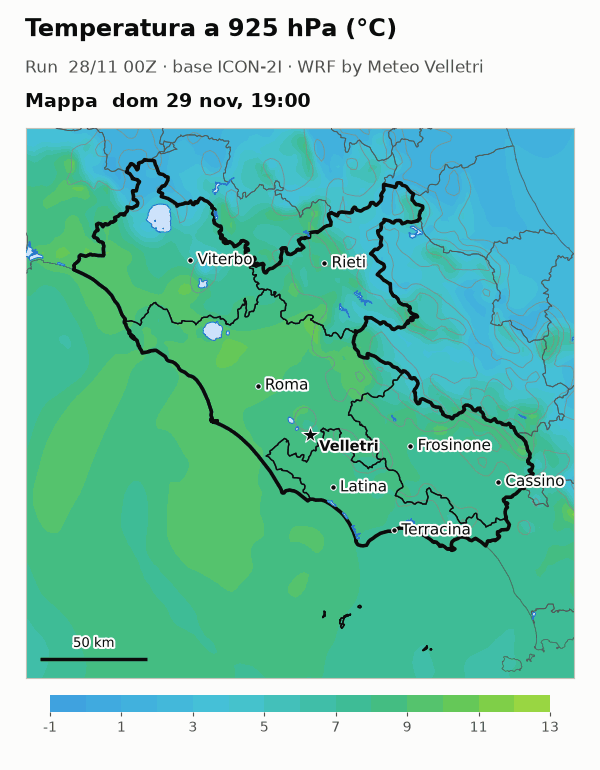 Temperatura a 925 hPa (°C)
Run  28/11 00Z · base ICON-2I · WRF by Meteo Velletri
Mappa  dom 29 nov, 19:00
Viterbo
Rieti
Roma
Velletri
Frosinone
Latina
Cassino
Terracina
50 km
-1 1 3 5 7 9 11 13